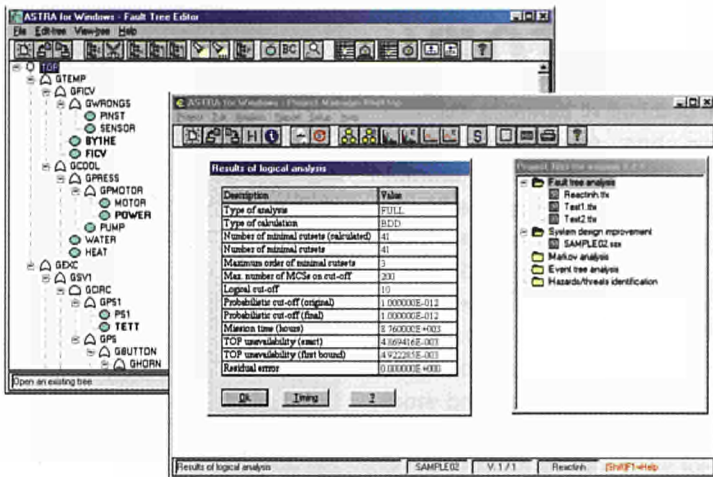 ASTRA for Windows - Fault Tree Editor
File Edit-tree View-tree Help
BC
?
TOP
GTEMP
GFICV
GWRONGS
PINST
SENSOR
BY1HE
FICV
GCOOL
GPRESS
GPMOTOR
MOTOR
POWER
PUMP
WATER
HEAT
GEXC
GSV1
GCIRC
GPS1
PS1
TETT
GPS
GBUTTON
GHORN
Open an existing tree
ASTRA for Windows - Project Manager
H
S
?
Results of logical analysis
Description Value
Type of analysis FULL
Type of calculation BDD
Number of minimal cutsets (calculated) 41
Number of minimal cutsets 41
Maximum order of minimal cutsets 3
Max. number of MCSs on cut-off 200
Logical cut-off 10
Probabilistic cut-off (original) 1.000000E-012
Probabilistic cut-off (final) 1.000000E-012
Mission time (hours) 8.760000E+003
TOP unavailability (exact) 4.869416E-003
TOP unavailability (first bound) 4.922285E-003
Residual error 0.000000E+000
Ok Timing ?
Fault tree analysis
Reactinh.tlx
Test1.tlx
Test2.tlx
System design improvement
SAMPLE02.ssx
Markov analysis
Event tree analysis
Hazards/threats identification
Results of logical analysis SAMPLE02 V. 1 / 1 Reactinh (Shift)F1=Help